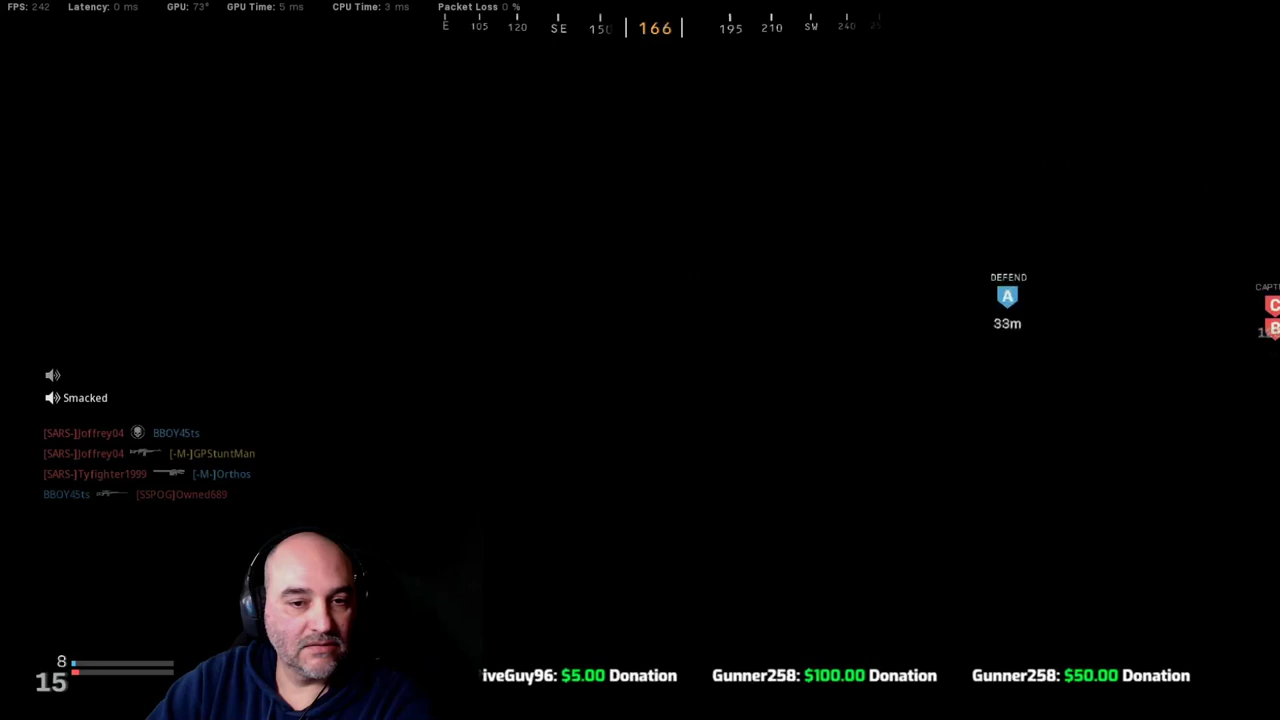 FPS: 242 Latency: 0 ms GPU: 73° GPU Time: 5 ms CPU Time: 3 ms Packet Loss 0 %
E 105 120 SE 150 166 195 210 SW 240
DEFEND
A
33m
C
B
Smacked
[SARS-]Joffrey04 BBOY45ts
[SARS-]Joffrey04 [-M-]GPStuntMan
[SARS-]Tyfighter1999 [-M-]Orthos
BBOY45ts [SSPOG]Owned689
8
15
iveGuy96: $5.00 Donation Gunner258: $100.00 Donation Gunner258: $50.00 Donation